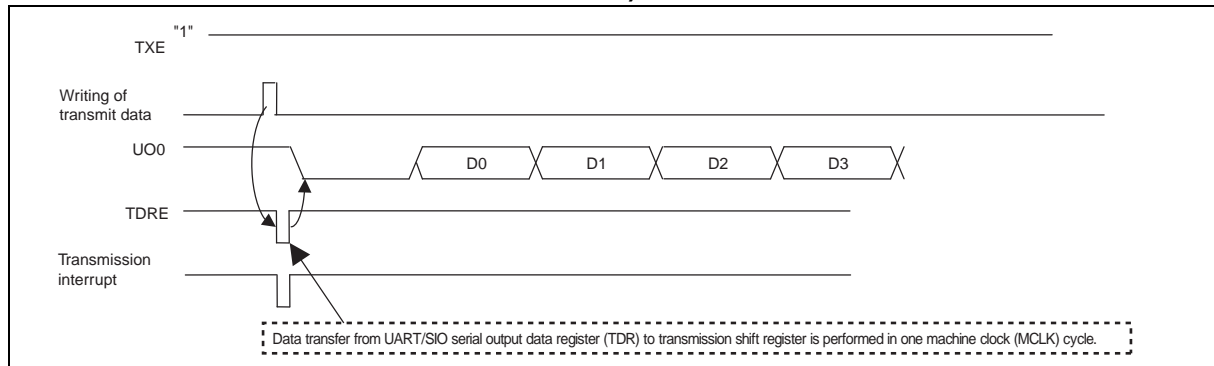 "1"
TXE
Writing of
transmit data
UO0
D0 D1 D2 D3
TDRE
Transmission
interrupt
Data transfer from UART/SIO serial output data register (TDR) to transmission shift register is performed in one machine clock (MCLK) cycle.